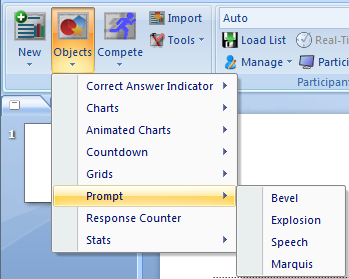 Import
Auto
New
Objects
Compete
Tools
Load List
Real-Ti
Manage
Partici
Participan
Correct Answer Indicator
Charts
Animated Charts
Countdown
Grids
Prompt
Response Counter
Stats
Bevel
Explosion
Speech
Marquis
1